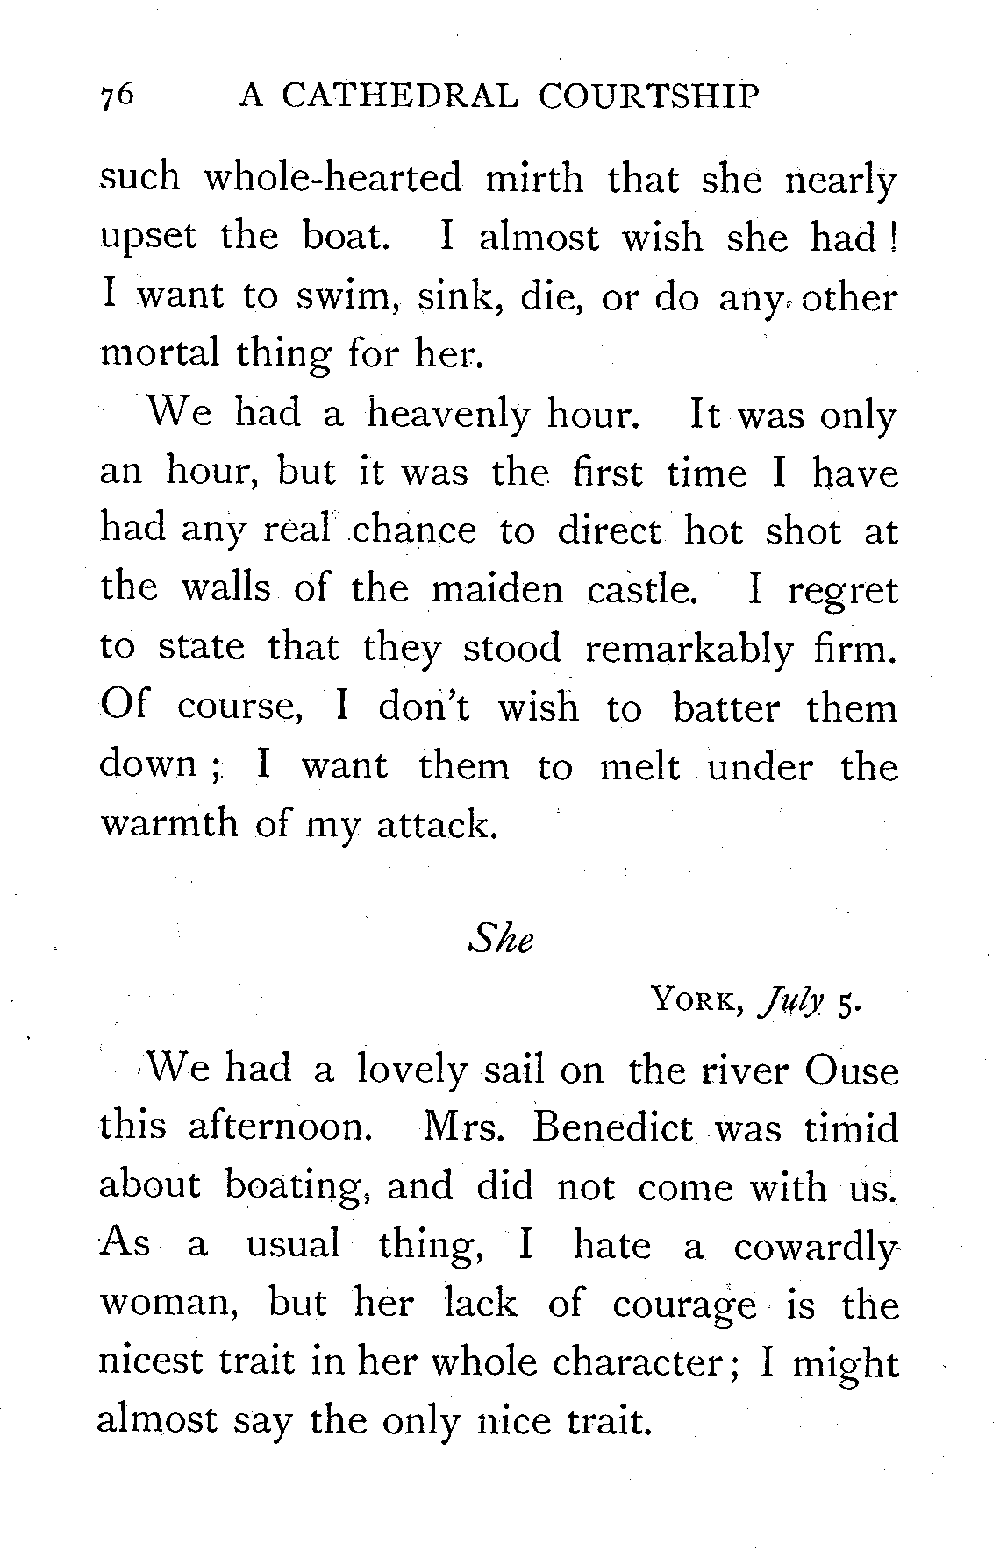 76 A CATHEDRAL COURTSHIP
such whole-hearted mirth that she nearly
upset the boat. I almost wish she had !
I want to swim, sink, die, or do any other
mortal thing for her.
We had a heavenly hour. It was only
an hour, but it was the first time I have
had any real chance to direct hot shot at
the walls of the maiden castle. I regret
to state that they stood remarkably firm.
Of course, I don't wish to batter them
down ; I want them to melt under the
warmth of my attack.
She
YORK, July 5.
We had a lovely sail on the river Ouse
this afternoon. Mrs. Benedict was timid
about boating, and did not come with us.
As a usual thing, I hate a cowardly
woman, but her lack of courage is the
nicest trait in her whole character; I might
almost say the only nice trait.